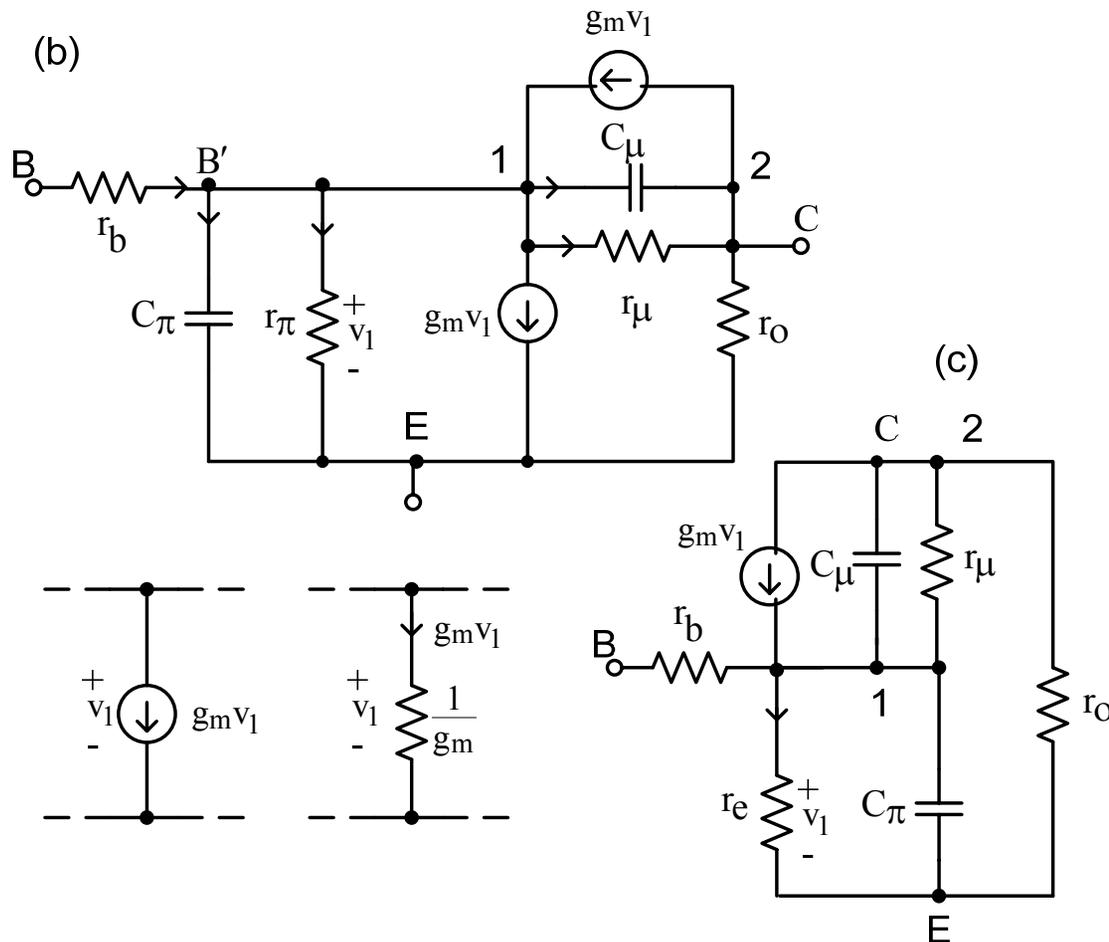 (b)
gmv1
Cμ
1
2
B
B′
rb
C
rμ
Cπ
rπ
+
v1
-
gmv1
ro
E
(c)
C
2
gmv1
Cμ
rμ
B
rb
1
ro
re
+
v1
-
Cπ
E
+
v1
-
gmv1
gmv1
+
v1
-
1
gm